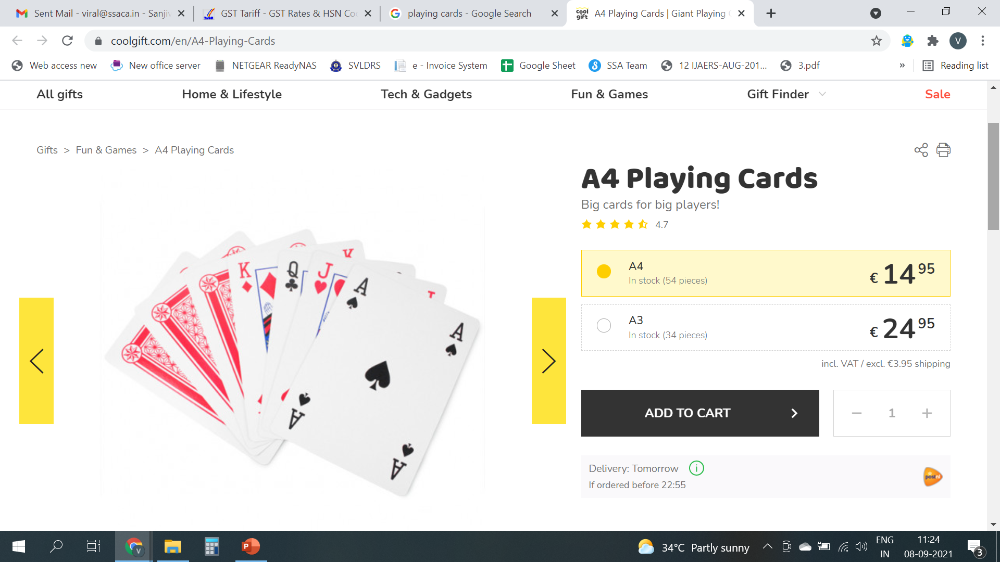 Sent Mail - viral@ssaca.in - Sanjiv
GST Tariff - GST Rates & HSN Co
playing cards - Google Search
cool gift
A4 Playing Cards | Giant Playing
V
coolgift.com/en/A4-Playing-Cards
Web access new
New office server
NETGEAR ReadyNAS
SVLDRS
e - Invoice System
Google Sheet
SSA Team
12 IJAERS-AUG-201...
3.pdf
»
Reading list
All gifts
Home & Lifestyle
Tech & Gadgets
Fun & Games
Gift Finder
Sale
Gifts > Fun & Games > A4 Playing Cards
A4 Playing Cards
Big cards for big players!
4.7
A4
In stock (54 pieces)
€ 14 95
A3
In stock (34 pieces)
€ 24 95
incl. VAT / excl. €3.95 shipping
ADD TO CART
1
Delivery: Tomorrow
If ordered before 22:55
postnl
K
Q
J
A
A
A
A
34°C Partly sunny
ENG
IN
11:24
08-09-2021
3